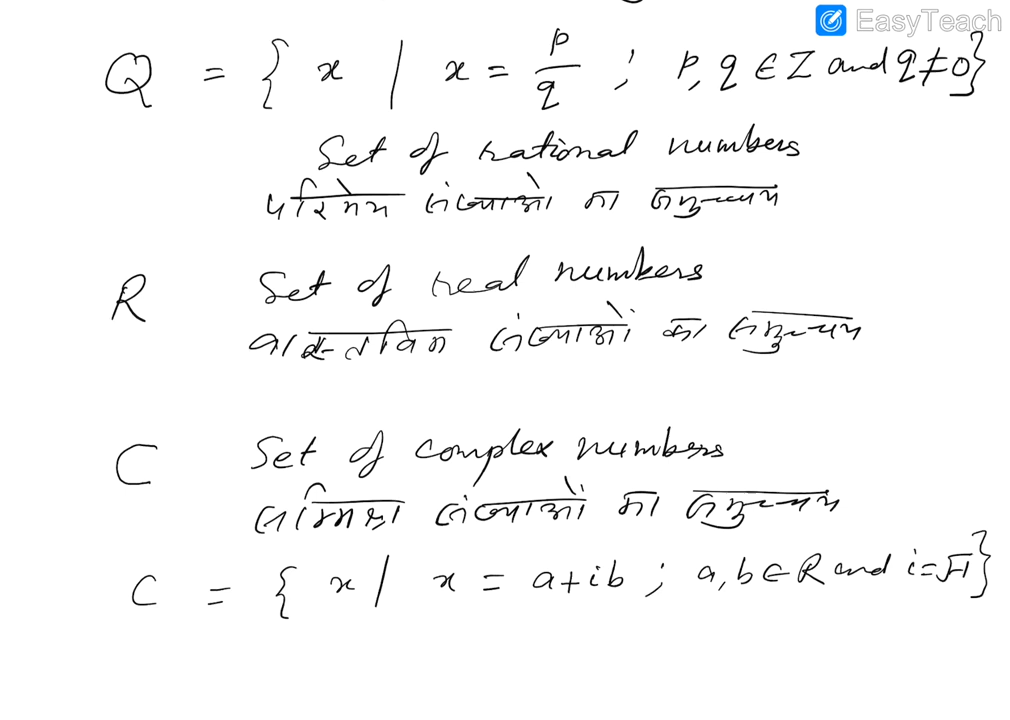 EasyTeach
Q = { x | x = p/q ; p, q ∈ Z and q ≠ 0}
Set of rational numbers
परिमेय संख्याओं का समुच्चय
R Set of real numbers
वास्तविक संख्याओं का समुच्चय
C Set of complex numbers
सम्मिश्र संख्याओं का समुच्चय
C = { x | x = a+ib ; a, b ∈ R and i=√-1}